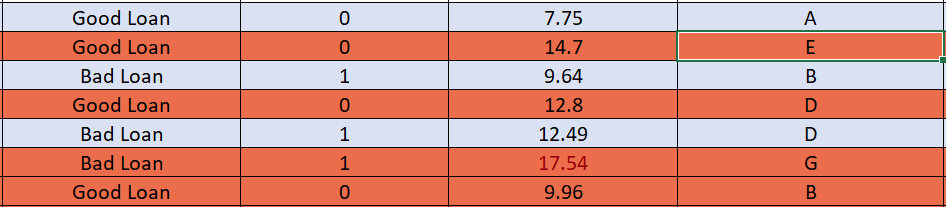 Good Loan 0 7.75 A
Good Loan 0 14.7 E
Bad Loan 1 9.64 B
Good Loan 0 12.8 D
Bad Loan 1 12.49 D
Bad Loan 1 17.54 G
Good Loan 0 9.96 B